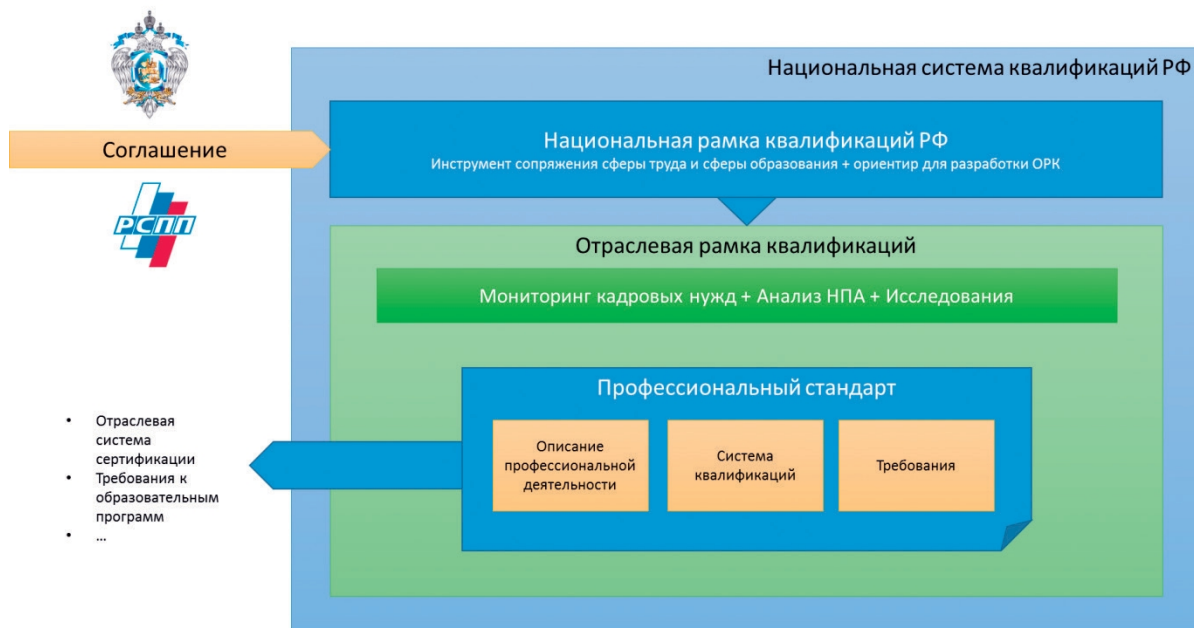 Национальная система квалификаций РФ
Национальная рамка квалификаций РФ
Инструмент сопряжения сферы труда и сферы образования + ориентир для разработки ОРК
Соглашение
РСПП
Отраслевая рамка квалификаций
Мониторинг кадровых нужд + Анализ НПА + Исследования
Профессиональный стандарт
Описание
профессиональной
деятельности
Система
квалификаций
Требования
• Отраслевая
система
сертификации
• Требования к
образовательным
программ
• ...